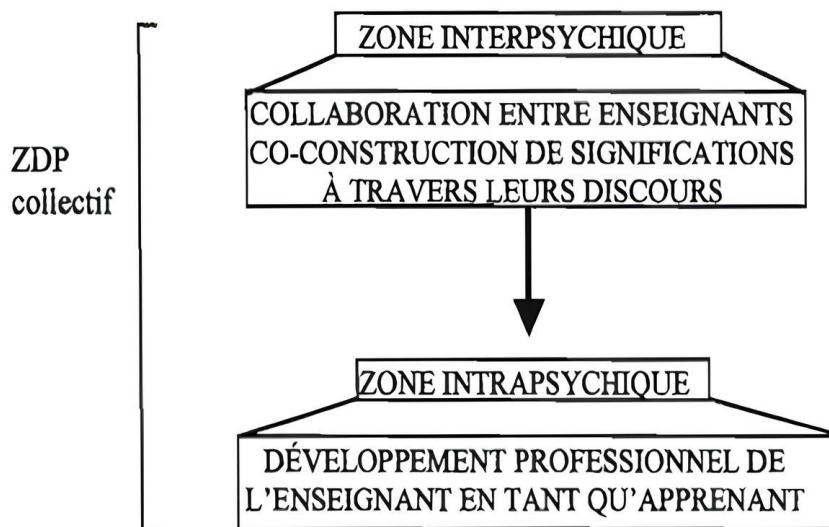 ZONE INTERPSYCHIQUE
COLLABORATION ENTRE ENSEIGNANTS
CO-CONSTRUCTION DE SIGNIFICATIONS
À TRAVERS LEURS DISCOURS
ZDP
collectif
ZONE INTRAPSYCHIQUE
DÉVELOPPEMENT PROFESSIONNEL DE
L'ENSEIGNANT EN TANT QU'APPRENANT